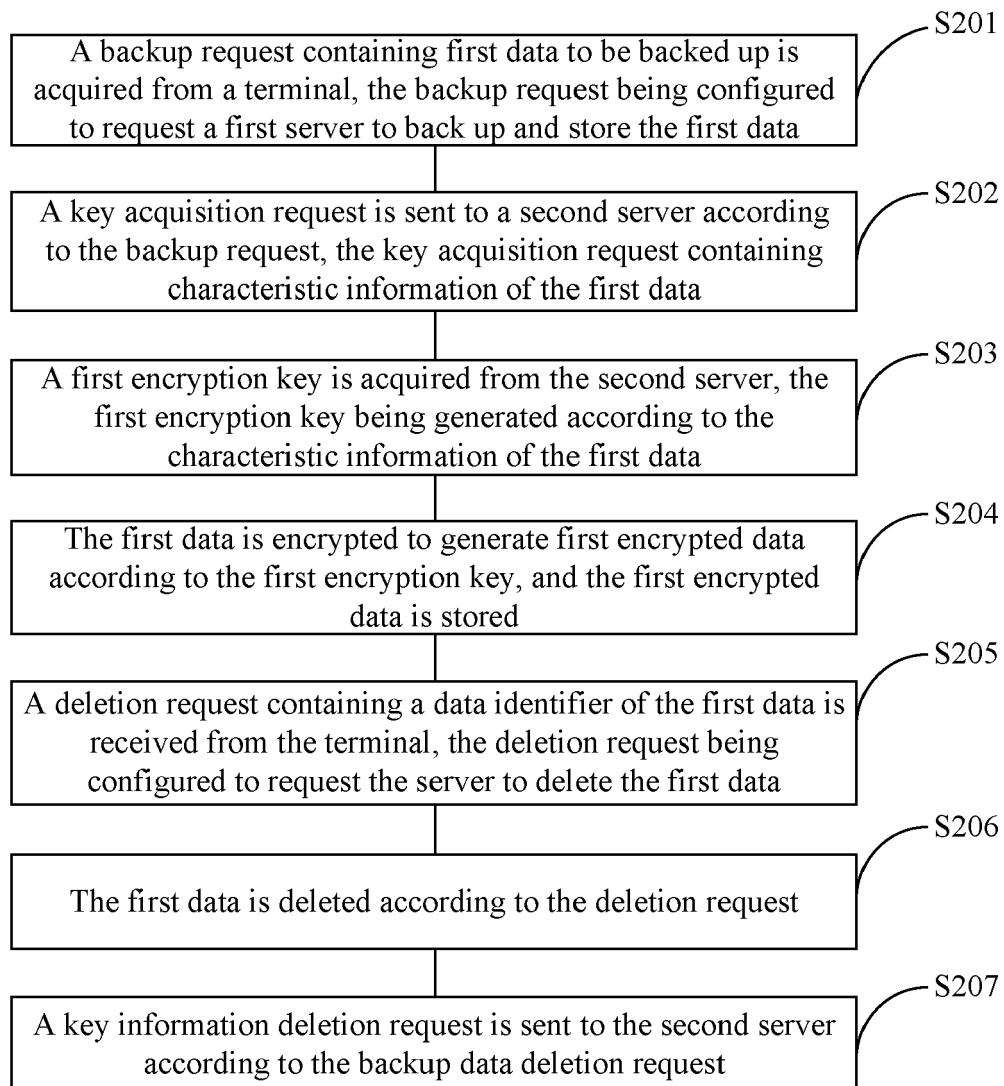 S201
A backup request containing first data to be backed up is
acquired from a terminal, the backup request being configured
to request a first server to back up and store the first data
S202
A key acquisition request is sent to a second server according
to the backup request, the key acquisition request containing
characteristic information of the first data
S203
A first encryption key is acquired from the second server, the
first encryption key being generated according to the
characteristic information of the first data
S204
The first data is encrypted to generate first encrypted data
according to the first encryption key, and the first encrypted
data is stored
S205
A deletion request containing a data identifier of the first data is
received from the terminal, the deletion request being
configured to request the server to delete the first data
S206
The first data is deleted according to the deletion request
S207
A key information deletion request is sent to the second server
according to the backup data deletion request